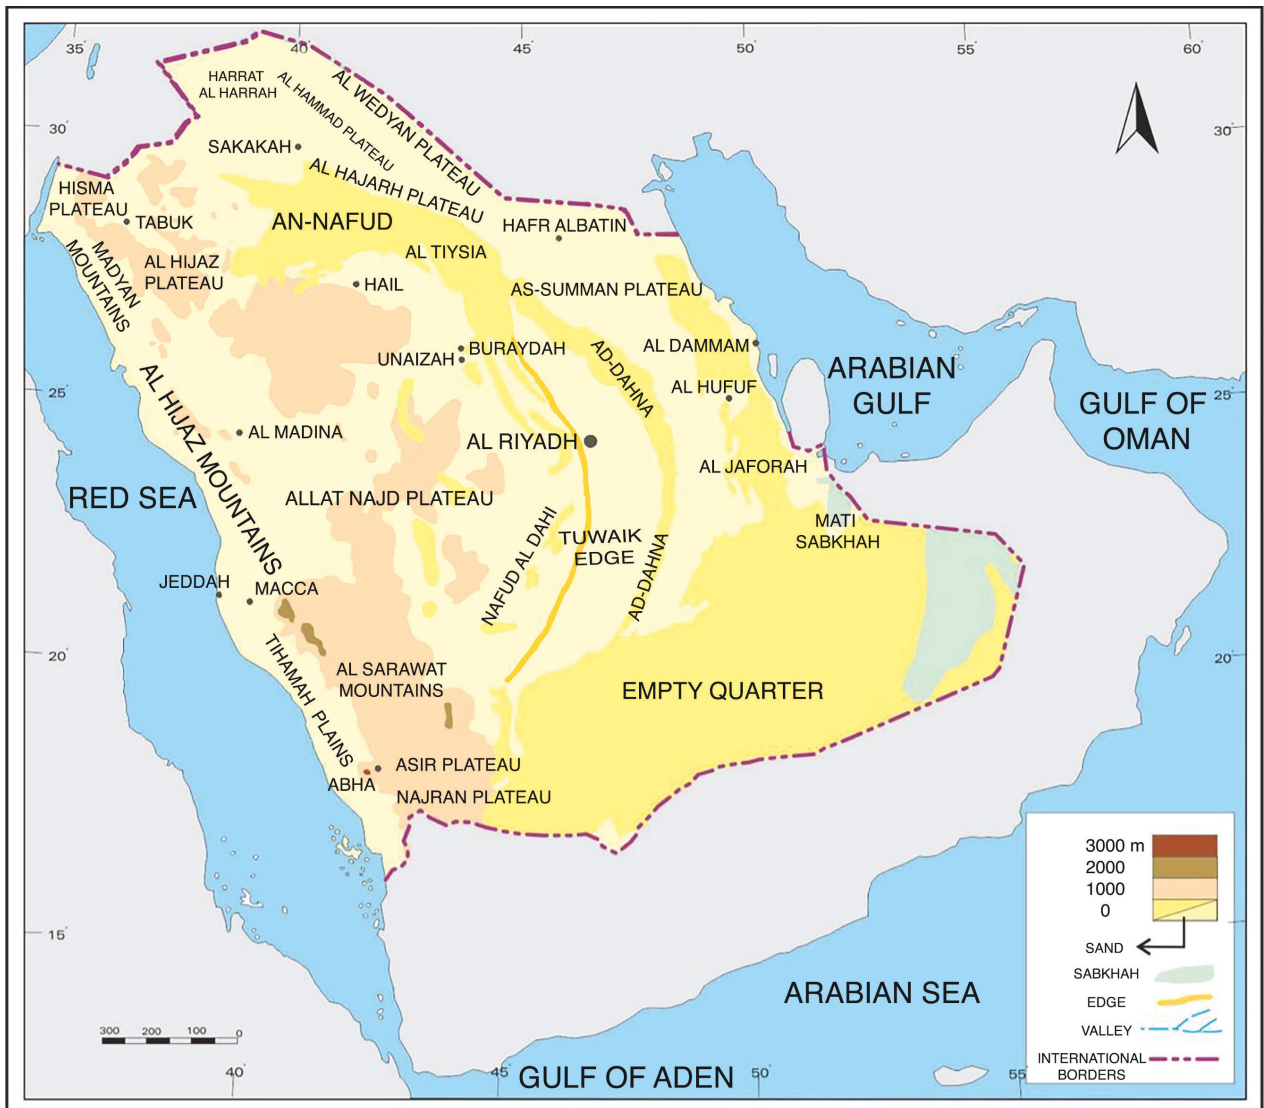 35°
40°
45°
50°
55°
60°
HARRAT
AL HARRAH
AL HAMMAD PLATEAU
AL WEDYAN PLATEAU
30°
30°
SAKAKAH
AL HAJARH PLATEAU
HISMA
PLATEAU
TABUK
AN-NAFUD
HAFR ALBATIN
AL TIYSIA
MADYAN
MOUNTAINS
AL HIJAZ
PLATEAU
HAIL
AS-SUMMAN PLATEAU
BURAYDAH
UNAIZAH
AD-DAHNA
AL DAMMAM
ARABIAN
GULF
AL HUFUF
25°
25°
GULF OF
OMAN
AL HIJAZ MOUNTAINS
AL MADINA
AL RIYADH
AL JAFORAH
RED SEA
ALLAT NAJD PLATEAU
MATI
SABKHAH
NAFUD AL DAHI
TUWAIK
EDGE
AD-DAHNA
JEDDAH
MACCA
20°
20°
TIHAMAH PLAINS
AL SARAWAT
MOUNTAINS
EMPTY QUARTER
ASIR PLATEAU
ABHA
NAJRAN PLATEAU
15°
ARABIAN SEA
3000 m
2000
1000
0
SAND
SABKHAH
EDGE
VALLEY
INTERNATIONAL
BORDERS
300 200 100 0
40°
45°
GULF OF ADEN
50°
55